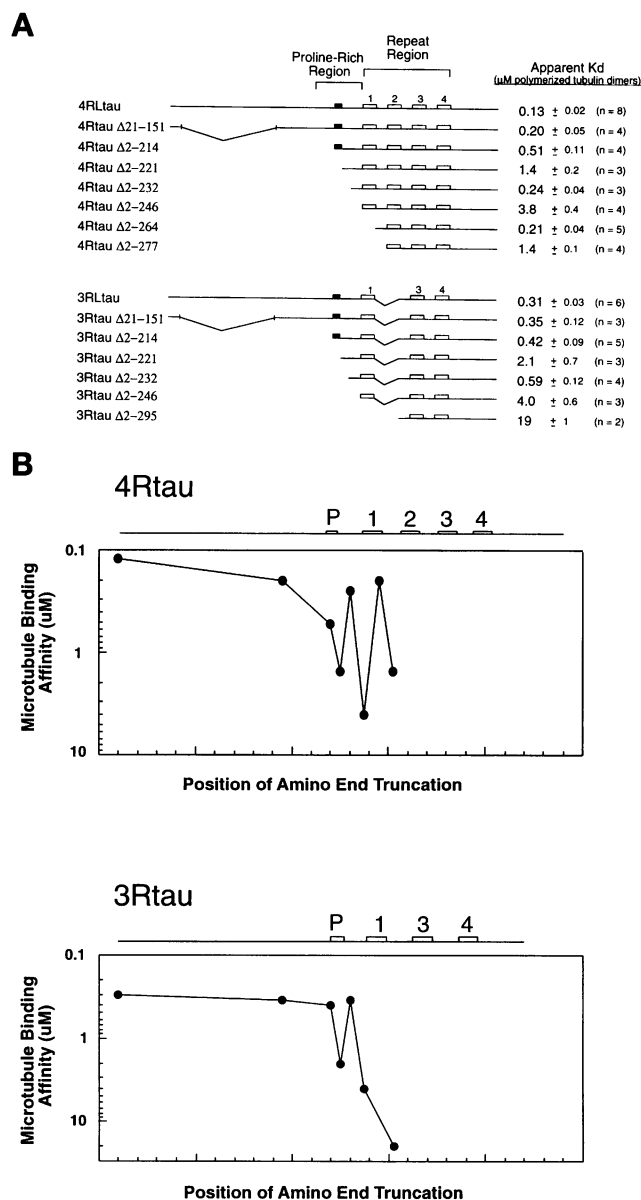 A
Proline-Rich
Region
Repeat
Region
Apparent Kd
(µM polymerized tubulin dimers)
1 2 3 4
4RLtau 0.13 ± 0.02 (n = 8)
4Rtau Δ21–151 0.20 ± 0.05 (n = 4)
4Rtau Δ2–214 0.51 ± 0.11 (n = 4)
4Rtau Δ2–221 1.4 ± 0.2 (n = 3)
4Rtau Δ2–232 0.24 ± 0.04 (n = 3)
4Rtau Δ2–246 3.8 ± 0.4 (n = 4)
4Rtau Δ2–264 0.21 ± 0.04 (n = 5)
4Rtau Δ2–277 1.4 ± 0.1 (n = 4)
1 3 4
3RLtau 0.31 ± 0.03 (n = 6)
3Rtau Δ21–151 0.35 ± 0.12 (n = 3)
3Rtau Δ2–214 0.42 ± 0.09 (n = 5)
3Rtau Δ2–221 2.1 ± 0.7 (n = 3)
3Rtau Δ2–232 0.59 ± 0.12 (n = 4)
3Rtau Δ2–246 4.0 ± 0.6 (n = 3)
3Rtau Δ2–295 19 ± 1 (n = 2)
B
4Rtau
P 1 2 3 4
0.1
1
10
Microtubule Binding
Affinity (uM)
Position of Amino End Truncation
3Rtau
P 1 3 4
0.1
1
10
Microtubule Binding
Affinity (uM)
Position of Amino End Truncation